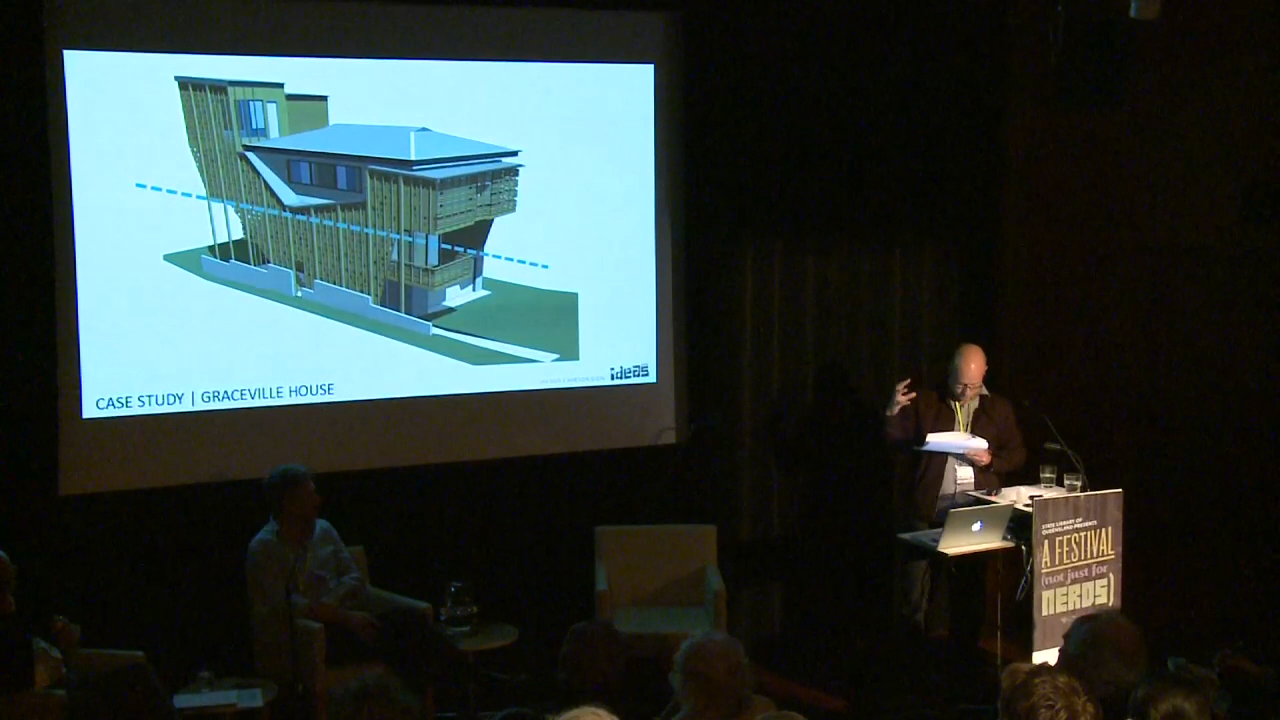 CASE STUDY | GRACEVILLE HOUSE
ideas
STATE LIBRARY OF
QUEENSLAND PRESENTS
A FESTIVAL
(not just for
NERDS)